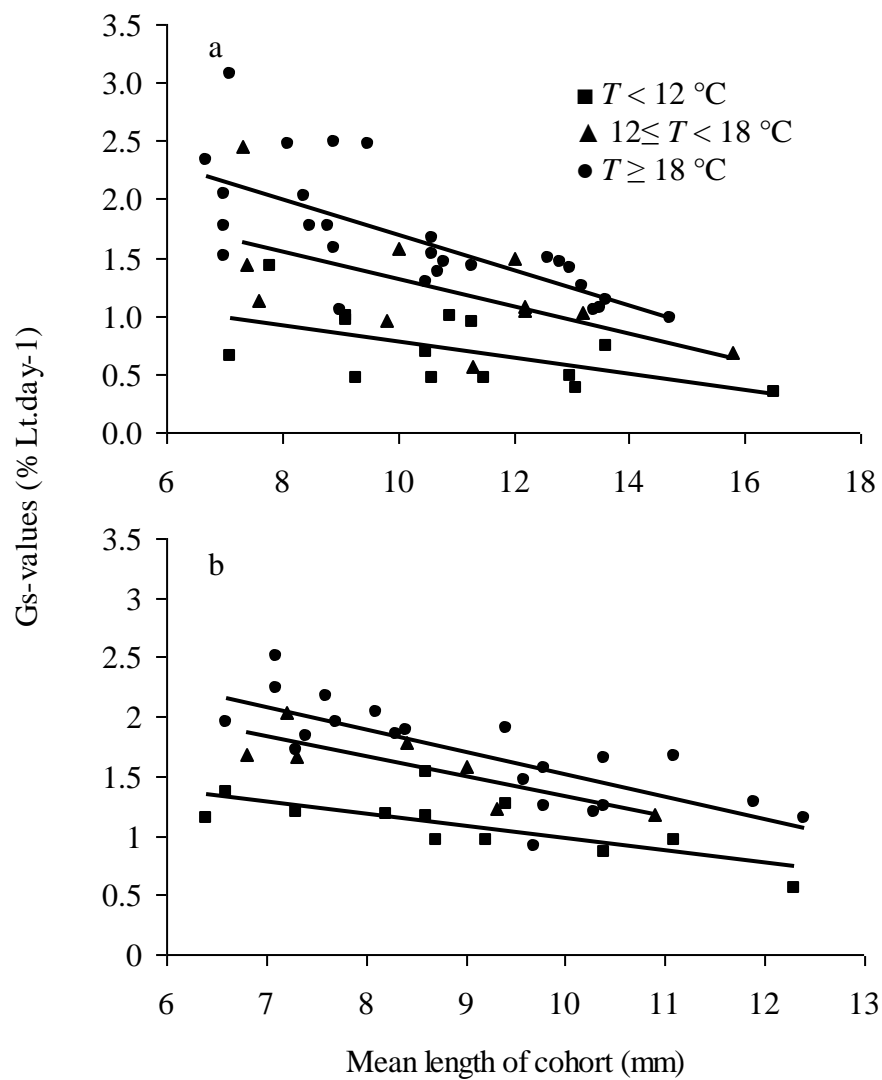 3.5
a
3.0
■ T < 12 °C
2.5
▲ 12≤ T < 18 °C
● T ≥ 18 °C
2.0
1.5
1.0
0.5
0.0
6 8 10 12 14 16 18
Gs-values (% Lt.day-1)
3.5
b
3
2.5
2
1.5
1
0.5
0
6 7 8 9 10 11 12 13
Mean length of cohort (mm)